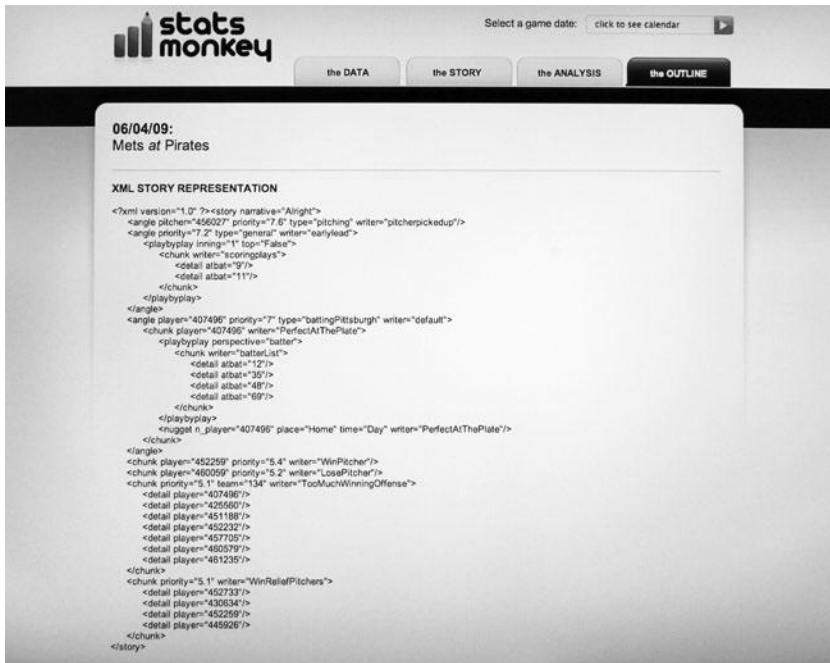 stats
monkey
Select a game date: click to see calendar
the DATA the STORY the ANALYSIS the OUTLINE
06/04/09:
Mets at Pirates
XML STORY REPRESENTATION
<?xml version="1.0" ?><story narrative="Alright">
<angle pitcher="456027" priority="7.6" type="pitching" writer="pitcherpickedup"/>
<angle priority="7.2" type="general" writer="earlylead">
<playbyplay inning="1" top="False">
<chunk writer="scoringplays">
<detail atbat="9"/>
<detail atbat="11"/>
</chunk>
</playbyplay>
</angle>
<angle player="407496" priority="7" type="battingPittsburgh" writer="default">
<chunk player="407496" writer="PerfectAtThePlate">
<playbyplay perspective="batter">
<chunk writer="batterList">
<detail atbat="12"/>
<detail atbat="35"/>
<detail atbat="48"/>
<detail atbat="69"/>
</chunk>
</playbyplay>
<nugget n_player="407496" place="Home" time="Day" writer="PerfectAtThePlate"/>
</chunk>
</angle>
<chunk player="452259" priority="5.4" writer="WinPitcher"/>
<chunk player="460059" priority="5.2" writer="LosePitcher"/>
<chunk priority="5.1" team="134" writer="TooMuchWinningOffense">
<detail player="407496"/>
<detail player="425560"/>
<detail player="451188"/>
<detail player="452232"/>
<detail player="457705"/>
<detail player="460579"/>
<detail player="461235"/>
</chunk>
<chunk priority="5.1" writer="WinReliefPitchers">
<detail player="452733"/>
<detail player="430634"/>
<detail player="452259"/>
<detail player="445926"/>
</chunk>
</story>